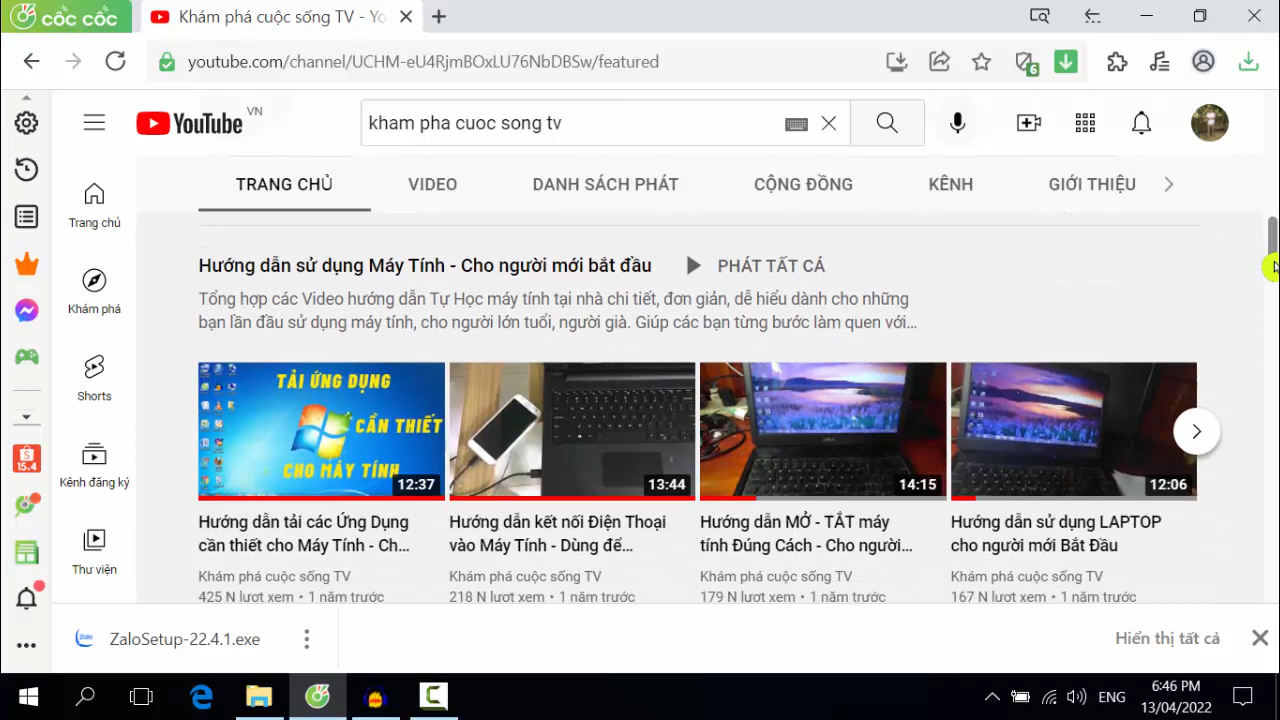 cốc cốc
Khám phá cuộc sống TV - Yo
youtube.com/channel/UCHM-eU4RjmBOxLU76NbDBSw/featured
6
YouTube VN
kham pha cuoc song tv
TRANG CHỦ VIDEO DANH SÁCH PHÁT CỘNG ĐỒNG KÊNH GIỚI THIỆU
Trang chủ
Khám phá
Shorts
Kênh đăng ký
Thư viện
15.4
Hướng dẫn sử dụng Máy Tính - Cho người mới bắt đầu PHÁT TẤT CẢ
Tổng hợp các Video hướng dẫn Tự Học máy tính tại nhà chi tiết, đơn giản, dễ hiểu dành cho những
bạn lần đầu sử dụng máy tính, cho người lớn tuổi, người già. Giúp các bạn từng bước làm quen với...
TẢI ỨNG DỤNG
CẦN THIẾT
CHO MÁY TÍNH
12:37
13:44
14:15
12:06
Hướng dẫn tải các Ứng Dụng
cần thiết cho Máy Tính - Ch...
Khám phá cuộc sống TV
425 N lượt xem • 1 năm trước
Hướng dẫn kết nối Điện Thoại
vào Máy Tính - Dùng để...
Khám phá cuộc sống TV
218 N lượt xem • 1 năm trước
Hướng dẫn MỞ - TẮT máy
tính Đúng Cách - Cho người...
Khám phá cuộc sống TV
179 N lượt xem • 1 năm trước
Hướng dẫn sử dụng LAPTOP
cho người mới Bắt Đầu
Khám phá cuộc sống TV
167 N lượt xem • 1 năm trước
Zalo
ZaloSetup-22.4.1.exe
Hiển thị tất cả
ENG
6:46 PM
13/04/2022